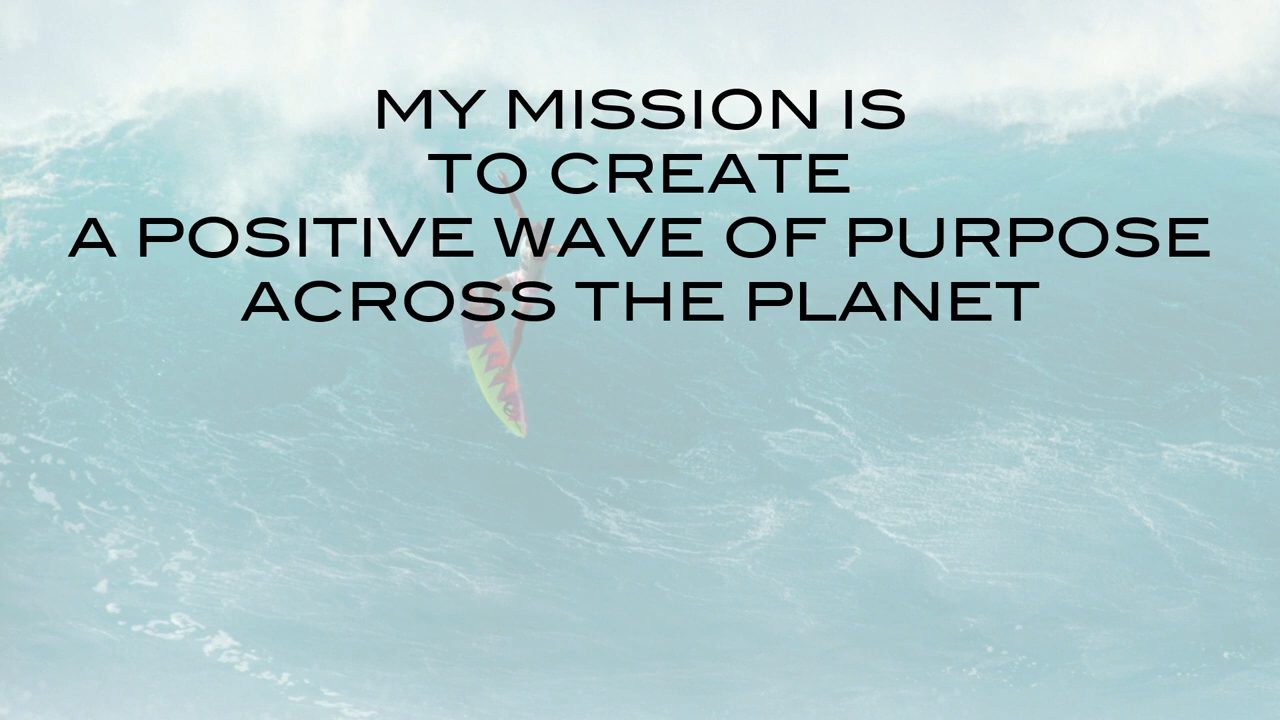 MY MISSION IS
TO CREATE
A POSITIVE WAVE OF PURPOSE
ACROSS THE PLANET